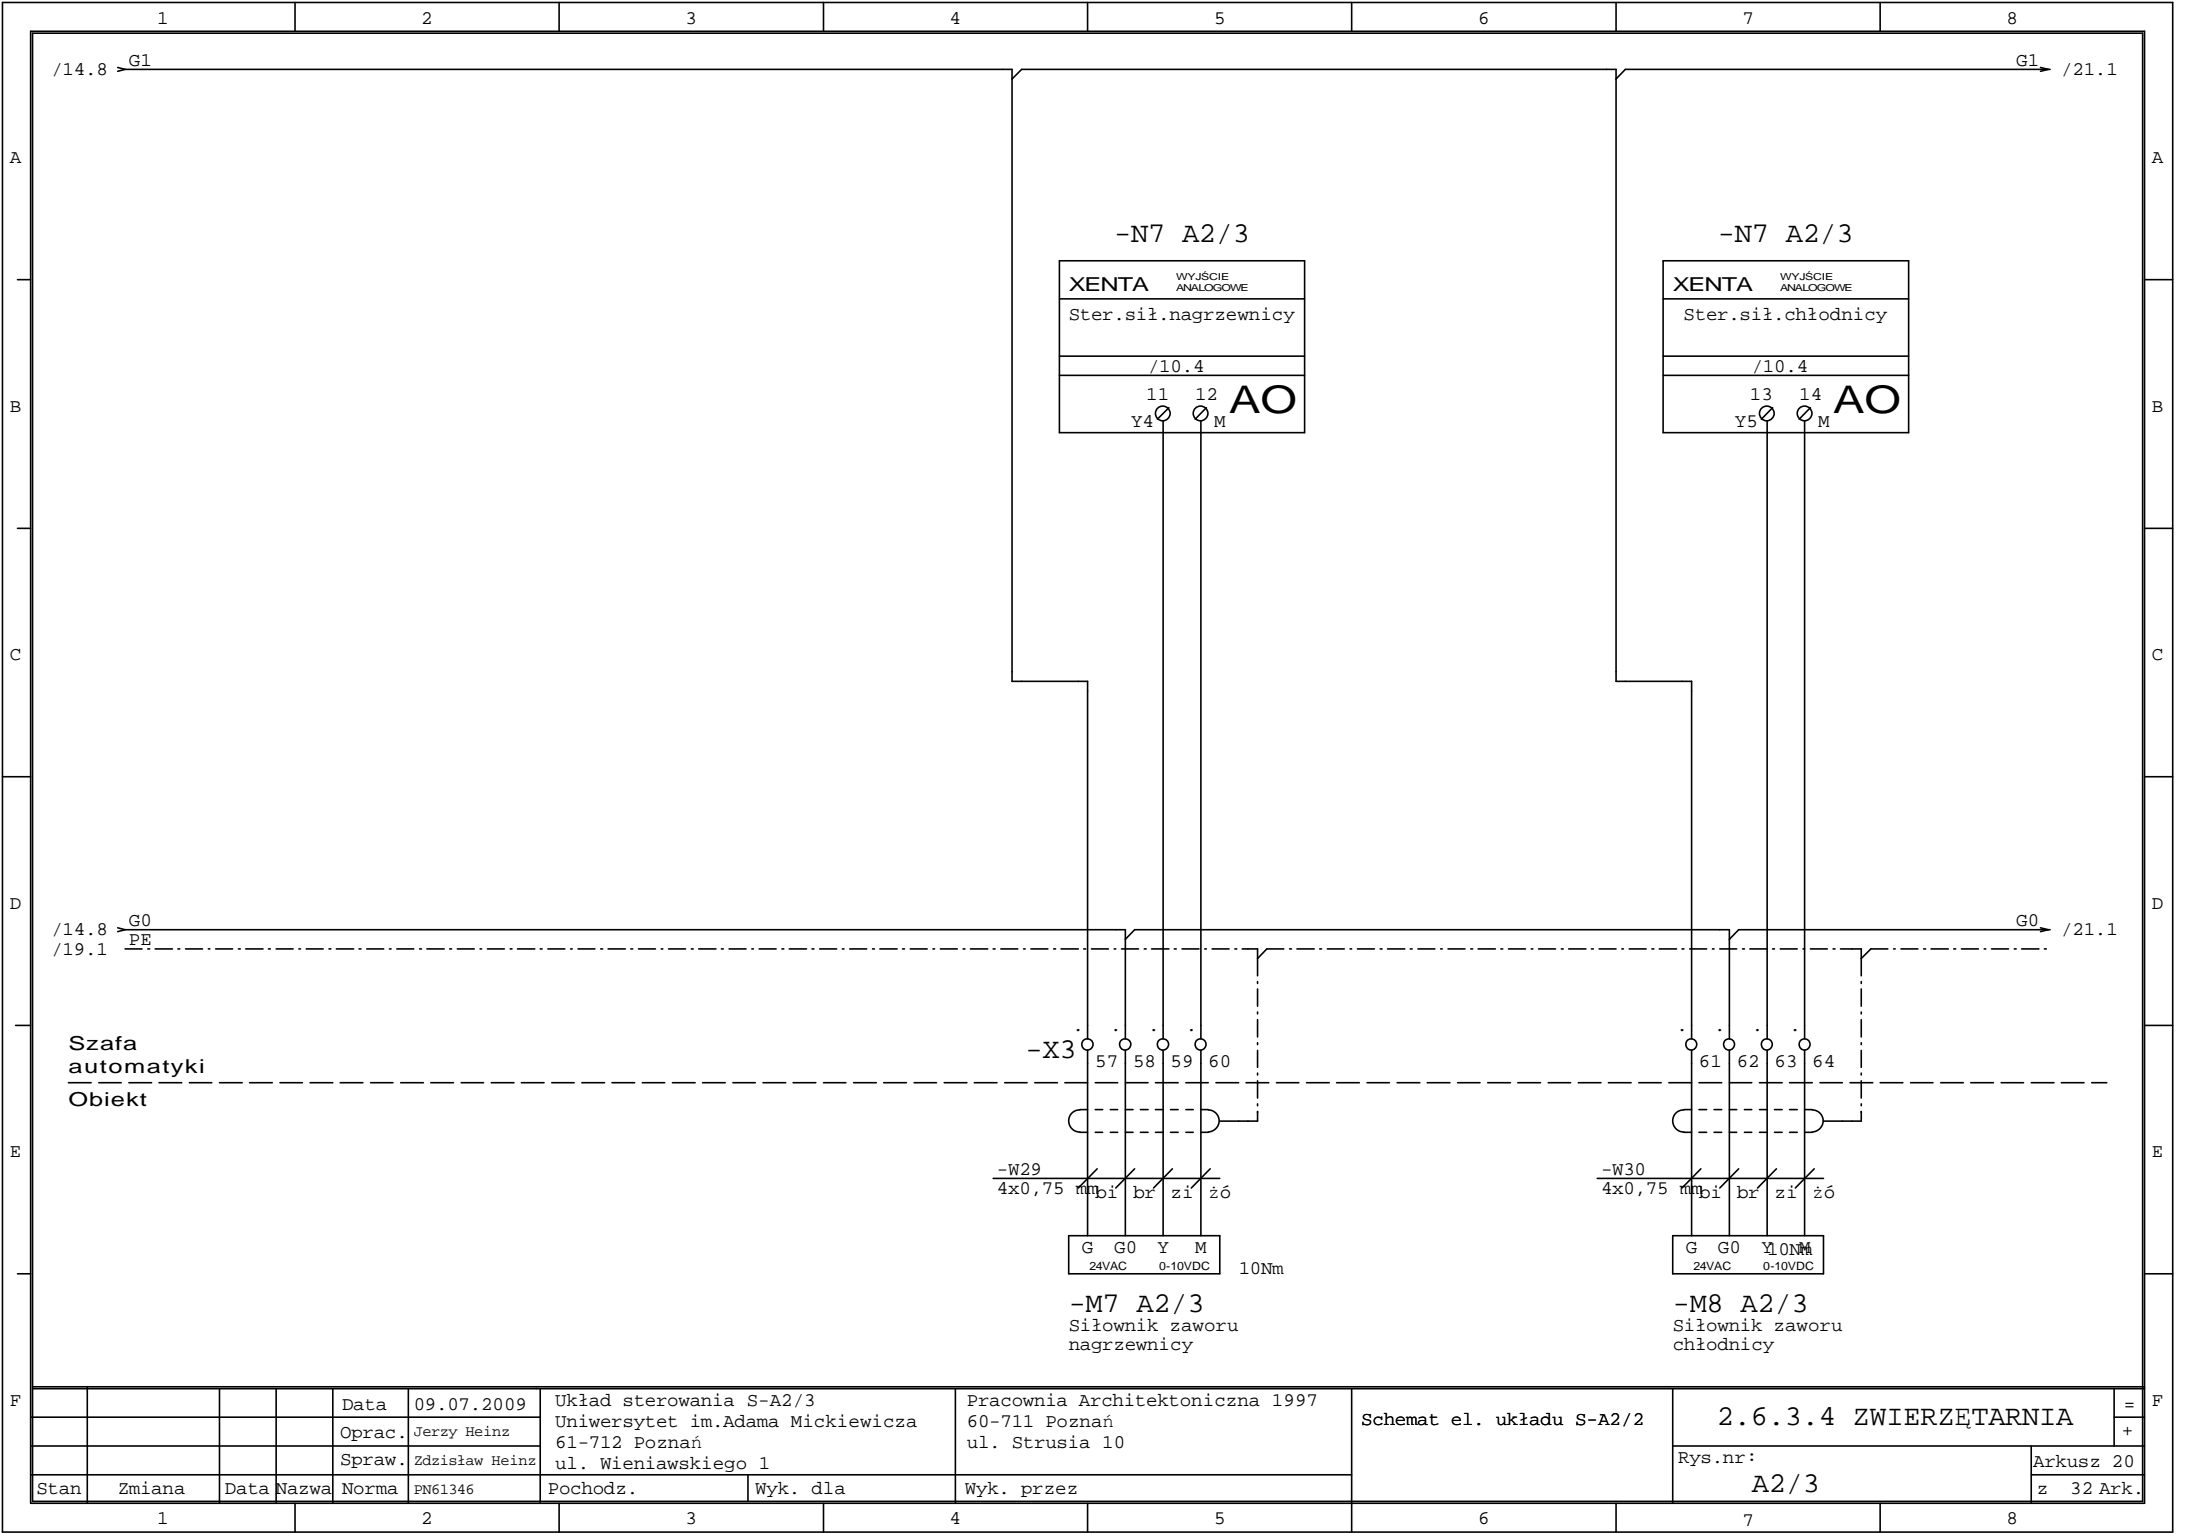 1 2 3 4 5 6 7 8
/14.8 G1
G1 /21.1
A A
-N7 A2/3
XENTA WYJŚCIE ANALOGOWE
Ster.sił.nagrzewnicy
/10.4
11 12 AO
Y4 M
-N7 A2/3
XENTA WYJŚCIE ANALOGOWE
Ster.sił.chłodnicy
/10.4
13 14 AO
Y5 M
B B
C C
D D
/14.8 G0
G0 /21.1
/19.1 PE
Szafa
automatyki
Obiekt
-X3 57 58 59 60
61 62 63 64
E E
-W29
4x0,75 mm bi br zi żó
-W30
4x0,75 mm bi br zi żó
G G0 Y M
24VAC 0-10VDC 10Nm
-M7 A2/3
Siłownik zaworu
nagrzewnicy
G G0 Y M
10Nm
24VAC 0-10VDC
-M8 A2/3
Siłownik zaworu
chłodnicy
F F
Data 09.07.2009
Oprac. Jerzy Heinz
Spraw. Zdzisław Heinz
Stan Zmiana Data Nazwa Norma PN61346
Układ sterowania S-A2/3
Uniwersytet im.Adama Mickiewicza
61-712 Poznań
ul. Wieniawskiego 1
Pochodz. Wyk. dla
Pracownia Architektoniczna 1997
60-711 Poznań
ul. Strusia 10
Wyk. przez
Schemat el. układu S-A2/2
2.6.3.4 ZWIERZĘTARNIA
=
+
Rys.nr:
A2/3
Arkusz 20
z 32 Ark.
1 2 3 4 5 6 7 8